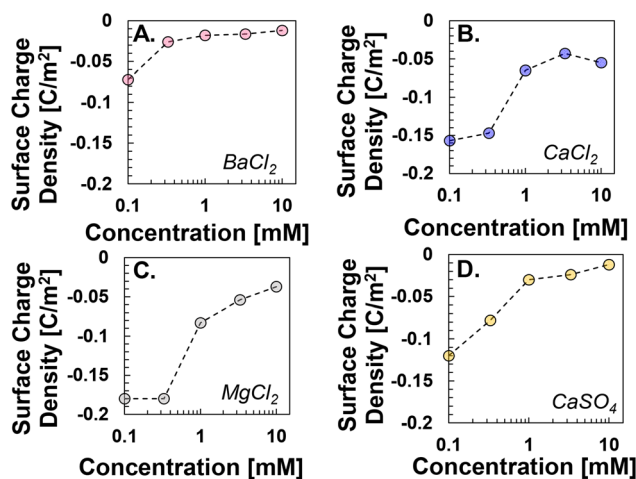 A.
Surface Charge
Density [C/m²]
0
-0.05
-0.1
-0.15
-0.2
BaCl₂
0.1 1 10
Concentration [mM]
B.
Surface Charge
Density [C/m²]
0
-0.05
-0.1
-0.15
-0.2
CaCl₂
0.1 1 10
Concentration [mM]
C.
Surface Charge
Density [C/m²]
0
-0.05
-0.1
-0.15
-0.2
MgCl₂
0.1 1 10
Concentration [mM]
D.
Surface Charge
Density [C/m²]
0
-0.05
-0.1
-0.15
-0.2
CaSO₄
0.1 1 10
Concentration [mM]